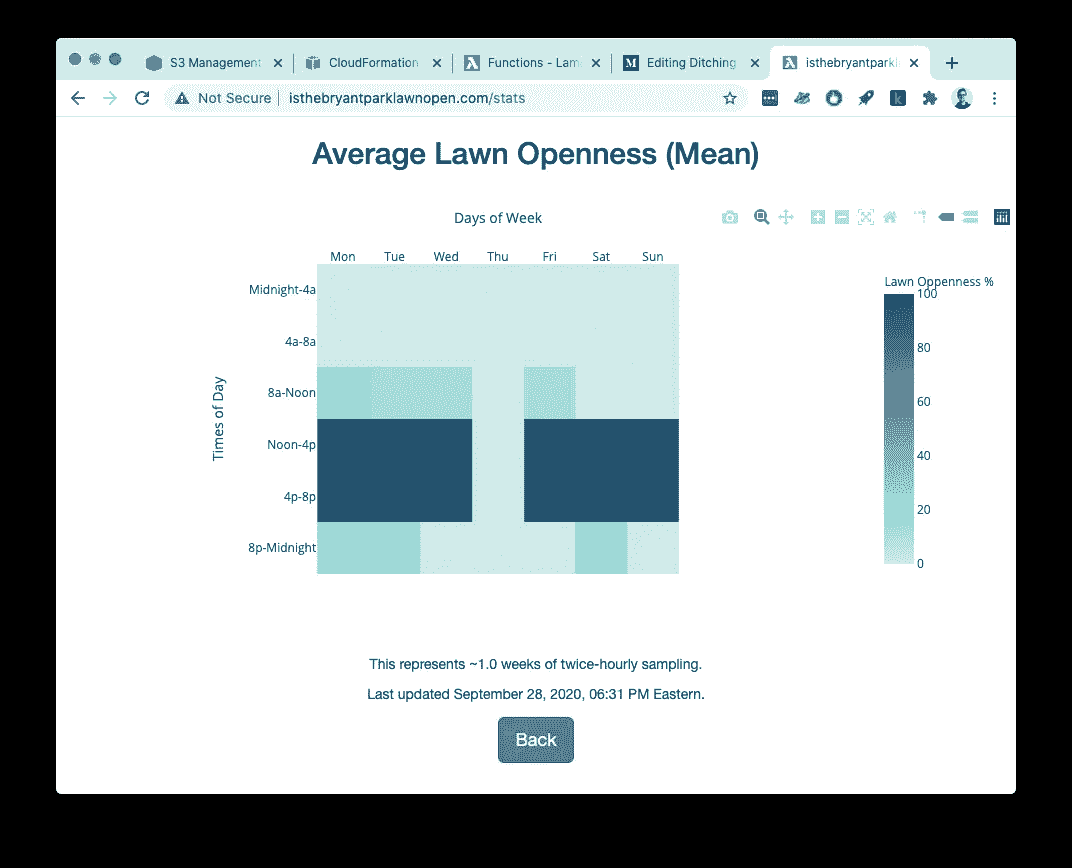 S3 Management
CloudFormation
Functions - Lam
Editing Ditching
isthebryantparkl
Not Secure
isthebryantparklawnopen.com/stats
Average Lawn Openness (Mean)
Days of Week
Mon Tue Wed Thu Fri Sat Sun
Times of Day
Midnight-4a
4a-8a
8a-Noon
Noon-4p
4p-8p
8p-Midnight
Lawn Oppenness %
100
80
60
40
20
0
This represents ~1.0 weeks of twice-hourly sampling.
Last updated September 28, 2020, 06:31 PM Eastern.
Back